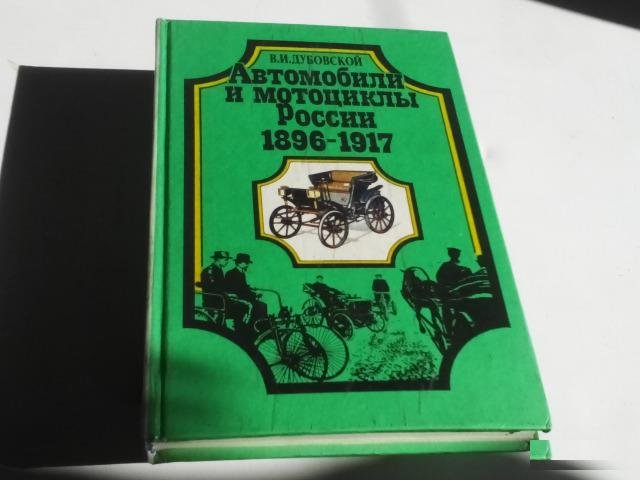 В.И.ДУБОВСКОЙ
Автомобили
и мотоциклы
России
1896-1917